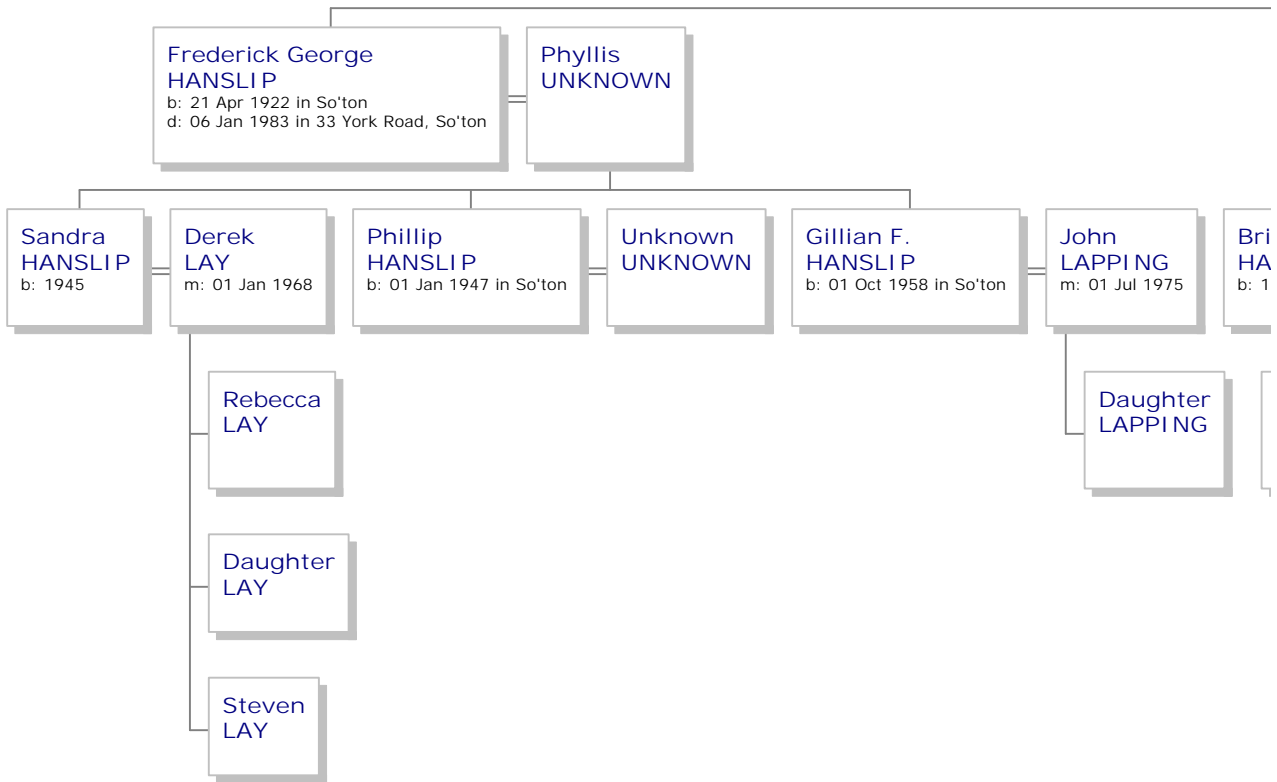 Frederick George
HANSLIP
b: 21 Apr 1922 in So'ton
d: 06 Jan 1983 in 33 York Road, So'ton
Phyllis
UNKNOWN
Sandra
HANSLIP
b: 1945
Derek
LAY
m: 01 Jan 1968
Phillip
HANSLIP
b: 01 Jan 1947 in So'ton
Unknown
UNKNOWN
Gillian F.
HANSLIP
b: 01 Oct 1958 in So'ton
John
LAPPING
m: 01 Jul 1975
Bri
HA
b: 1
Rebecca
LAY
Daughter
LAPPING
Daughter
LAY
Steven
LAY